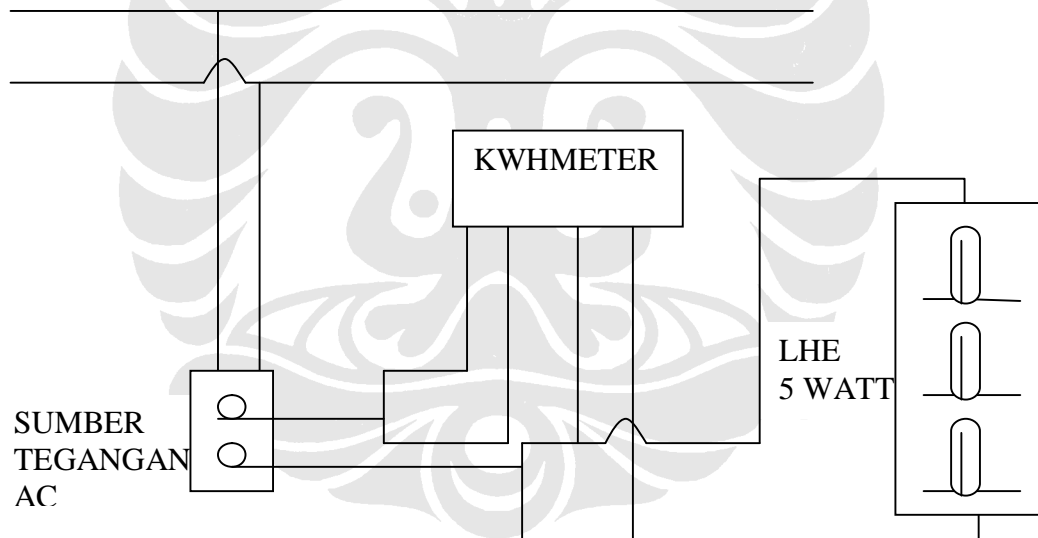 KWHMETER
LHE
5 WATT
SUMBER
TEGANGAN
AC